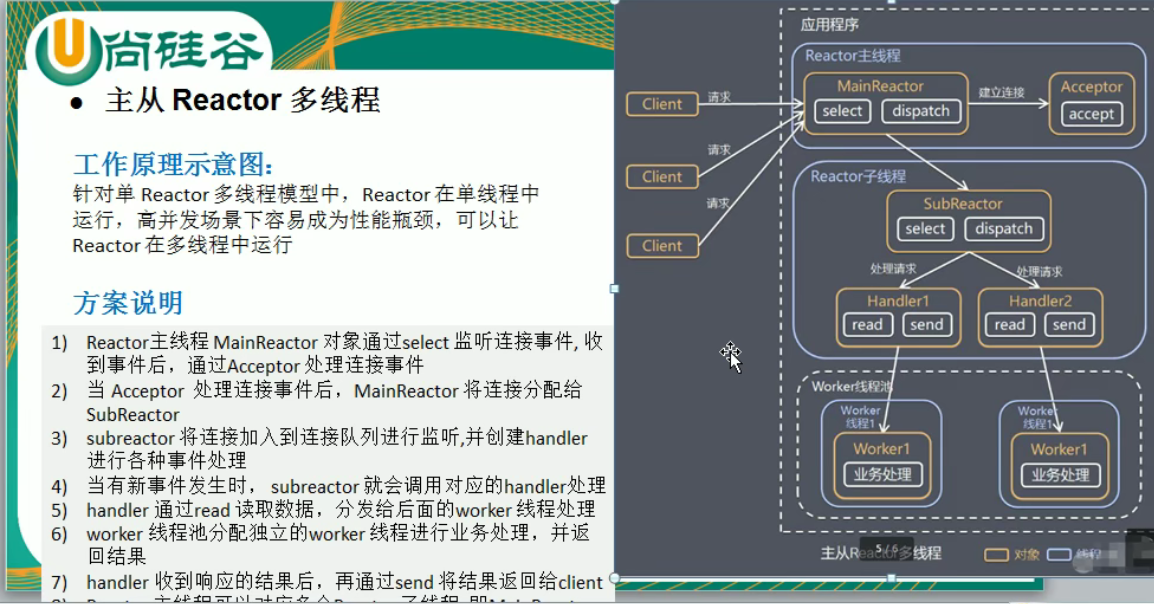 尚硅谷
● 主从 Reactor 多线程
工作原理示意图:
针对单 Reactor 多线程模型中，Reactor 在单线程中
运行，高并发场景下容易成为性能瓶颈，可以让
Reactor 在多线程中运行
方案说明
1) Reactor主线程 MainReactor 对象通过select 监听连接事件, 收
到事件后，通过Acceptor 处理连接事件
2) 当 Acceptor 处理连接事件后，MainReactor 将连接分配给
SubReactor
3) subreactor 将连接加入到连接队列进行监听,并创建handler
进行各种事件处理
4) 当有新事件发生时， subreactor 就会调用对应的handler处理
5) handler 通过read 读取数据，分发给后面的worker 线程处理
6) worker 线程池分配独立的worker 线程进行业务处理，并返
回结果
7) handler 收到响应的结果后，再通过send 将结果返回给client
应用程序
Reactor主线程
MainReactor
select
dispatch
建立连接
Acceptor
accept
Client
请求
Client
请求
Client
请求
Reactor子线程
SubReactor
select
dispatch
处理请求
处理请求
Handler1
read
send
Handler2
read
send
Worker线程池
Worker
线程1
Worker1
业务处理
Worker
线程1
Worker1
业务处理
主从Reactor多线程
5 / 6
对象
线程